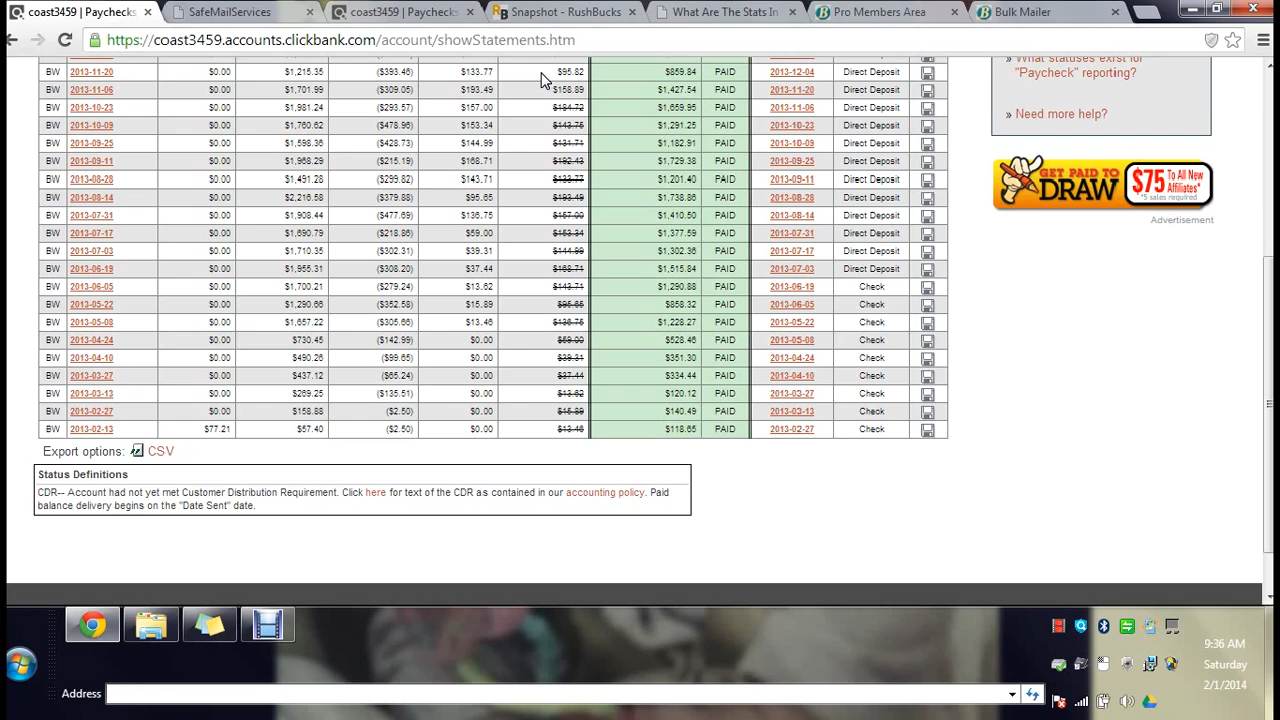 coast3459 | Paychecks
SafeMailServices
coast3459 | Paychecks
Snapshot - RushBucks
What Are The Stats In
Pro Members Area
Bulk Mailer
https://coast3459.accounts.clickbank.com/account/showStatements.htm
BW 2013-11-20 $0.00 $1,215.35 ($393.46) $133.77 $95.82 $859.84 PAID 2013-12-04 Direct Deposit
BW 2013-11-06 $0.00 $1,701.99 ($309.05) $193.49 $158.89 $1,427.54 PAID 2013-11-20 Direct Deposit
BW 2013-10-23 $0.00 $1,981.24 ($293.57) $157.00 $184.72 $1,659.95 PAID 2013-11-06 Direct Deposit
BW 2013-10-09 $0.00 $1,760.62 ($478.96) $153.34 $143.75 $1,291.25 PAID 2013-10-23 Direct Deposit
BW 2013-09-25 $0.00 $1,598.36 ($428.73) $144.99 $131.71 $1,182.91 PAID 2013-10-09 Direct Deposit
BW 2013-09-11 $0.00 $1,968.29 ($215.19) $168.71 $192.43 $1,729.38 PAID 2013-09-25 Direct Deposit
BW 2013-08-28 $0.00 $1,491.28 ($299.82) $143.71 $133.77 $1,201.40 PAID 2013-09-11 Direct Deposit
BW 2013-08-14 $0.00 $2,216.58 ($379.88) $95.65 $193.49 $1,738.86 PAID 2013-08-28 Direct Deposit
BW 2013-07-31 $0.00 $1,908.44 ($477.69) $136.75 $157.00 $1,410.50 PAID 2013-08-14 Direct Deposit
BW 2013-07-17 $0.00 $1,690.79 ($218.86) $59.00 $153.34 $1,377.59 PAID 2013-07-31 Direct Deposit
BW 2013-07-03 $0.00 $1,710.35 ($302.31) $39.31 $144.99 $1,302.36 PAID 2013-07-17 Direct Deposit
BW 2013-06-19 $0.00 $1,955.31 ($308.20) $37.44 $168.71 $1,515.84 PAID 2013-07-03 Direct Deposit
BW 2013-06-05 $0.00 $1,700.21 ($279.24) $13.62 $143.71 $1,290.88 PAID 2013-06-19 Check
BW 2013-05-22 $0.00 $1,290.66 ($352.58) $15.89 $95.65 $858.32 PAID 2013-06-05 Check
BW 2013-05-08 $0.00 $1,657.22 ($305.66) $13.46 $136.75 $1,228.27 PAID 2013-05-22 Check
BW 2013-04-24 $0.00 $730.45 ($142.99) $0.00 $59.00 $528.46 PAID 2013-05-08 Check
BW 2013-04-10 $0.00 $490.26 ($99.65) $0.00 $39.31 $351.30 PAID 2013-04-24 Check
BW 2013-03-27 $0.00 $437.12 ($65.24) $0.00 $37.44 $334.44 PAID 2013-04-10 Check
BW 2013-03-13 $0.00 $269.25 ($135.51) $0.00 $13.62 $120.12 PAID 2013-03-27 Check
BW 2013-02-27 $0.00 $158.88 ($2.50) $0.00 $15.89 $140.49 PAID 2013-03-13 Check
BW 2013-02-13 $77.21 $57.40 ($2.50) $0.00 $13.46 $118.65 PAID 2013-02-27 Check
Export options: CSV
Status Definitions
CDR-- Account had not yet met Customer Distribution Requirement. Click here for text of the CDR as contained in our accounting policy. Paid
balance delivery begins on the "Date Sent" date.
» What statuses exist for
"Paycheck" reporting?
» Need more help?
GET PAID TO
DRAW
$75 To All New
Affiliates*
*5 sales required
Advertisement
9:36 AM
Saturday
2/1/2014
Address